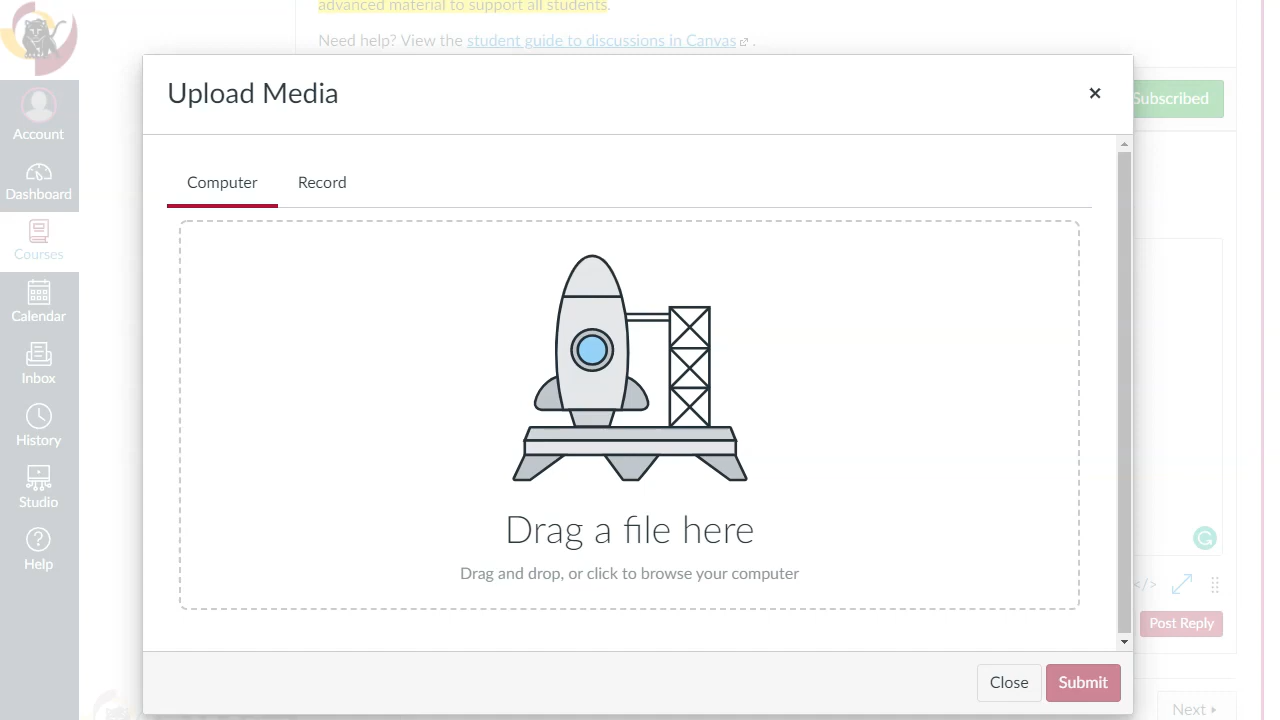 advanced material to support all students.
Need help? View the student guide to discussions in Canvas .
Upload Media
×
Subscribed
Account
Dashboard
Courses
Calendar
Inbox
History
Studio
Help
Computer
Record
Drag a file here
Drag and drop, or click to browse your computer
</>
Post Reply
Close
Submit
Next